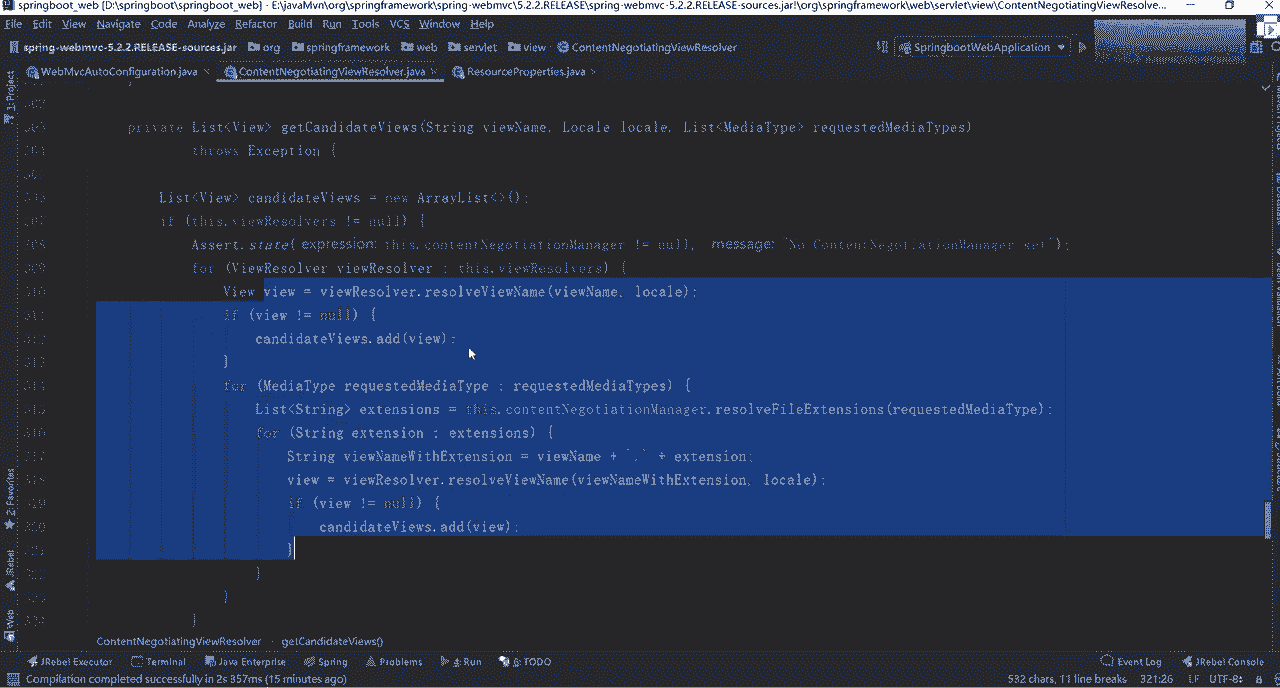 springboot_web [D:\springboot\springboot_web] - E:\javaMvn\org\springframework\spring-webmvc\5.2.2.RELEASE\spring-webmvc-5.2.2.RELEASE-sources.jar!\org\springframework\web\servlet\view\ContentNegotiatingViewResolve...
File Edit View Navigate Code Analyze Refactor Build Run Tools VCS Window Help
spring-webmvc-5.2.2.RELEASE-sources.jar org springframework web servlet view ContentNegotiatingViewResolver SpringbootWebApplication
WebMvcAutoConfiguration.java ContentNegotiatingViewResolver.java ResourceProperties.java
1: Project
private List<View> getCandidateViews(String viewName, Locale locale, List<MediaType> requestedMediaTypes)
throws Exception {
List<View> candidateViews = new ArrayList<>();
if (this.viewResolvers != null) {
Assert.state( expression: this.contentNegotiationManager != null, message: "No ContentNegotiationManager set");
for (ViewResolver viewResolver : this.viewResolvers) {
View view = viewResolver.resolveViewName(viewName, locale);
if (view != null) {
candidateViews.add(view);
}
for (MediaType requestedMediaType : requestedMediaTypes) {
List<String> extensions = this.contentNegotiationManager.resolveFileExtensions(requestedMediaType);
for (String extension : extensions) {
String viewNameWithExtension = viewName + '.' + extension;
view = viewResolver.resolveViewName(viewNameWithExtension, locale);
if (view != null) {
candidateViews.add(view);
}
}
}
}
2: Favorites
JRebel
Web
ContentNegotiatingViewResolver getCandidateViews()
JRebel Executor Terminal Java Enterprise Spring Problems 4: Run 6: TODO Event Log JRebel Console
Compilation completed successfully in 2s 357ms (15 minutes ago) 532 chars, 11 line breaks 321:26 LF UTF-8